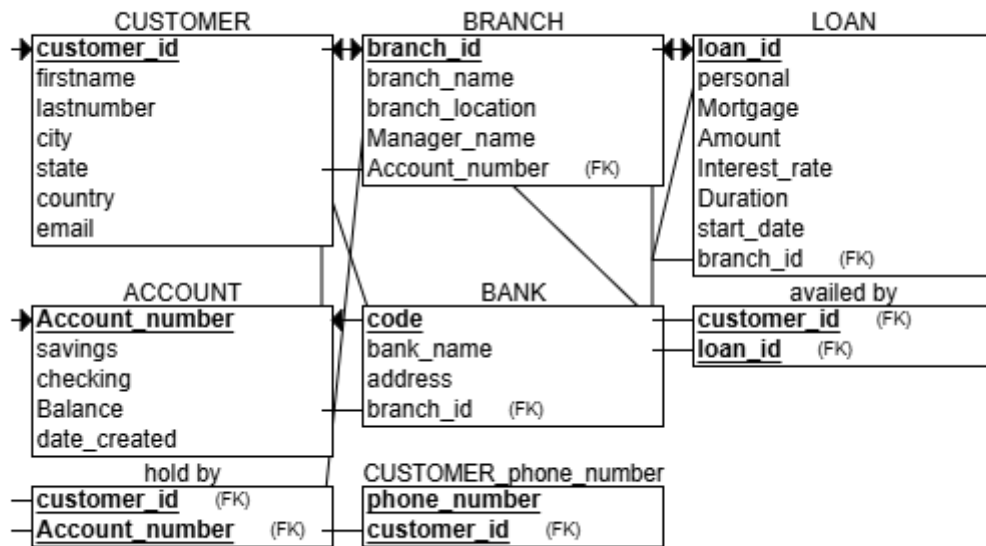 CUSTOMER
customer_id
firstname
lastnumber
city
state
country
email
BRANCH
branch_id
branch_name
branch_location
Manager_name
Account_number (FK)
LOAN
loan_id
personal
Mortgage
Amount
Interest_rate
Duration
start_date
branch_id (FK)
ACCOUNT
Account_number
savings
checking
Balance
date_created
BANK
code
bank_name
address
branch_id (FK)
availed by
customer_id (FK)
loan_id (FK)
hold by
customer_id (FK)
Account_number (FK)
CUSTOMER_phone_number
phone_number
customer_id (FK)